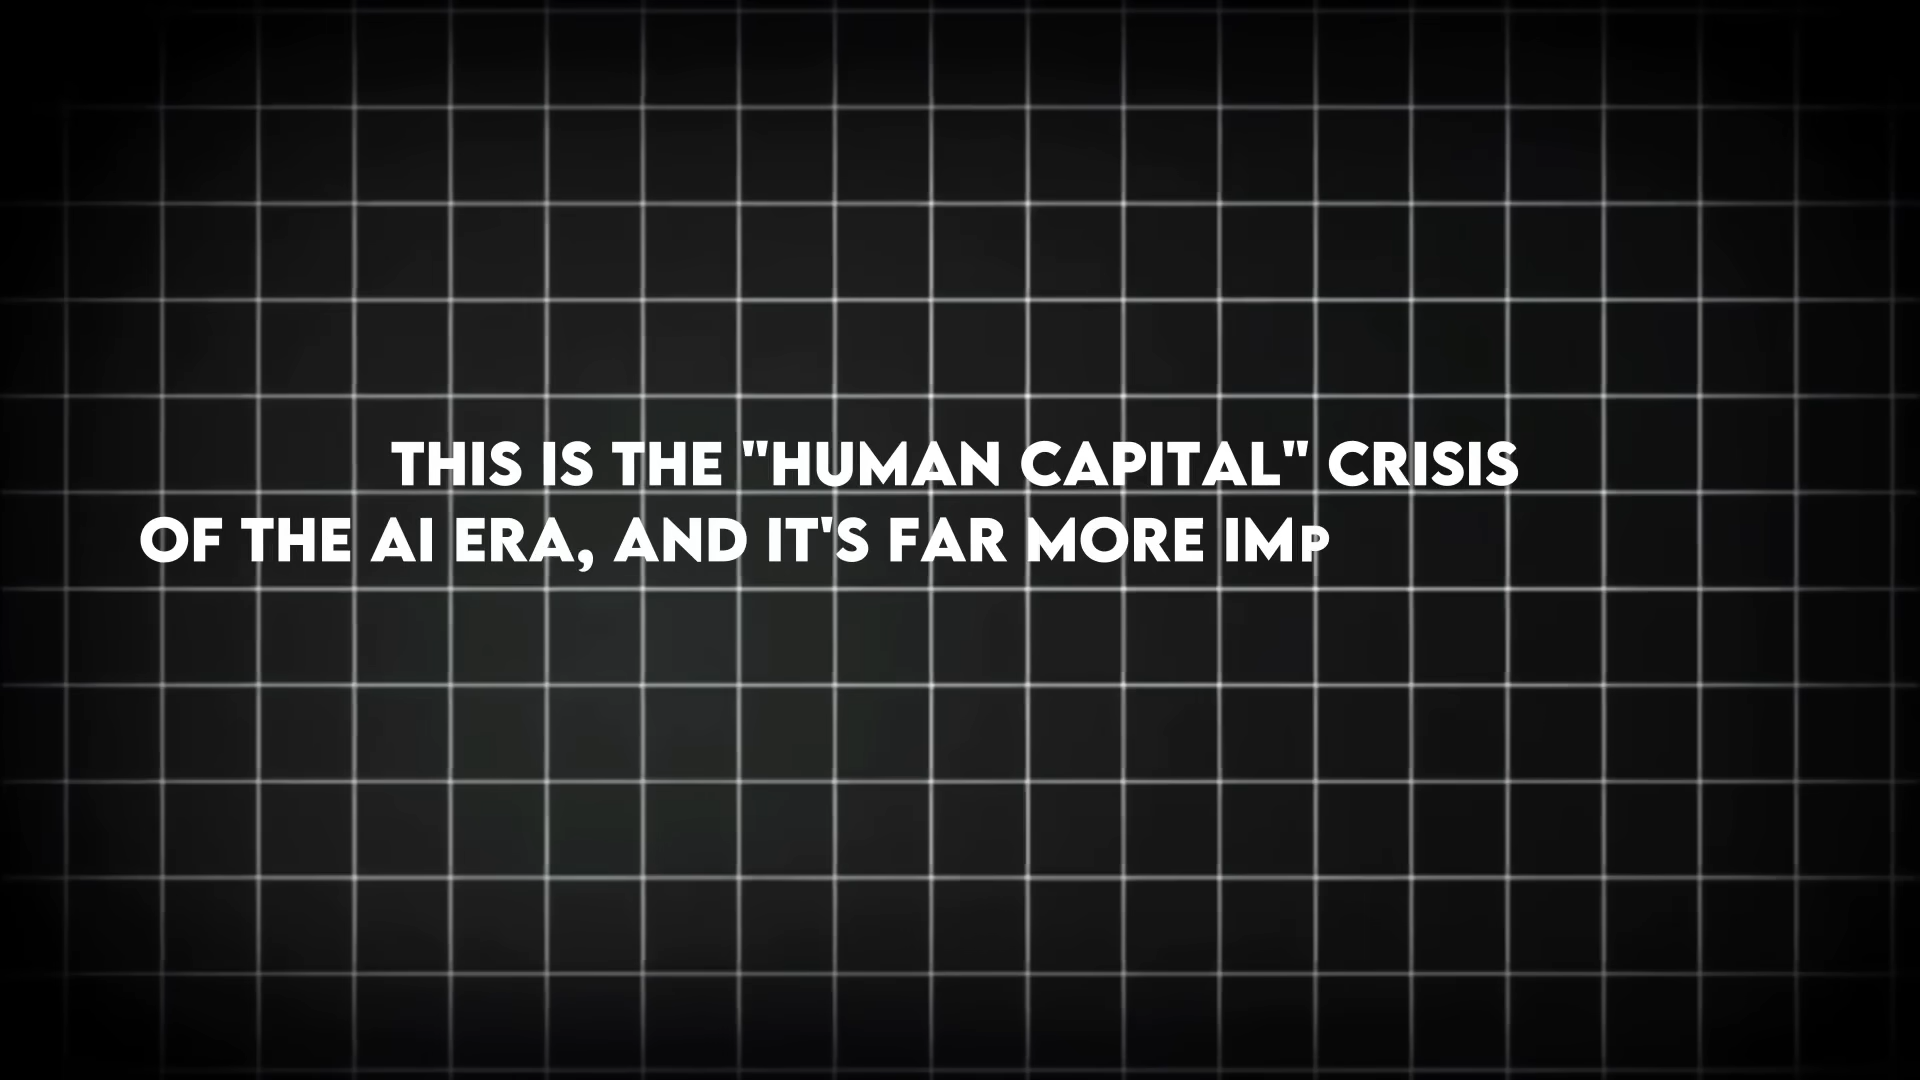 THIS IS THE "HUMAN CAPITAL" CRISIS
OF THE AI ERA, AND IT'S FAR MORE IMP